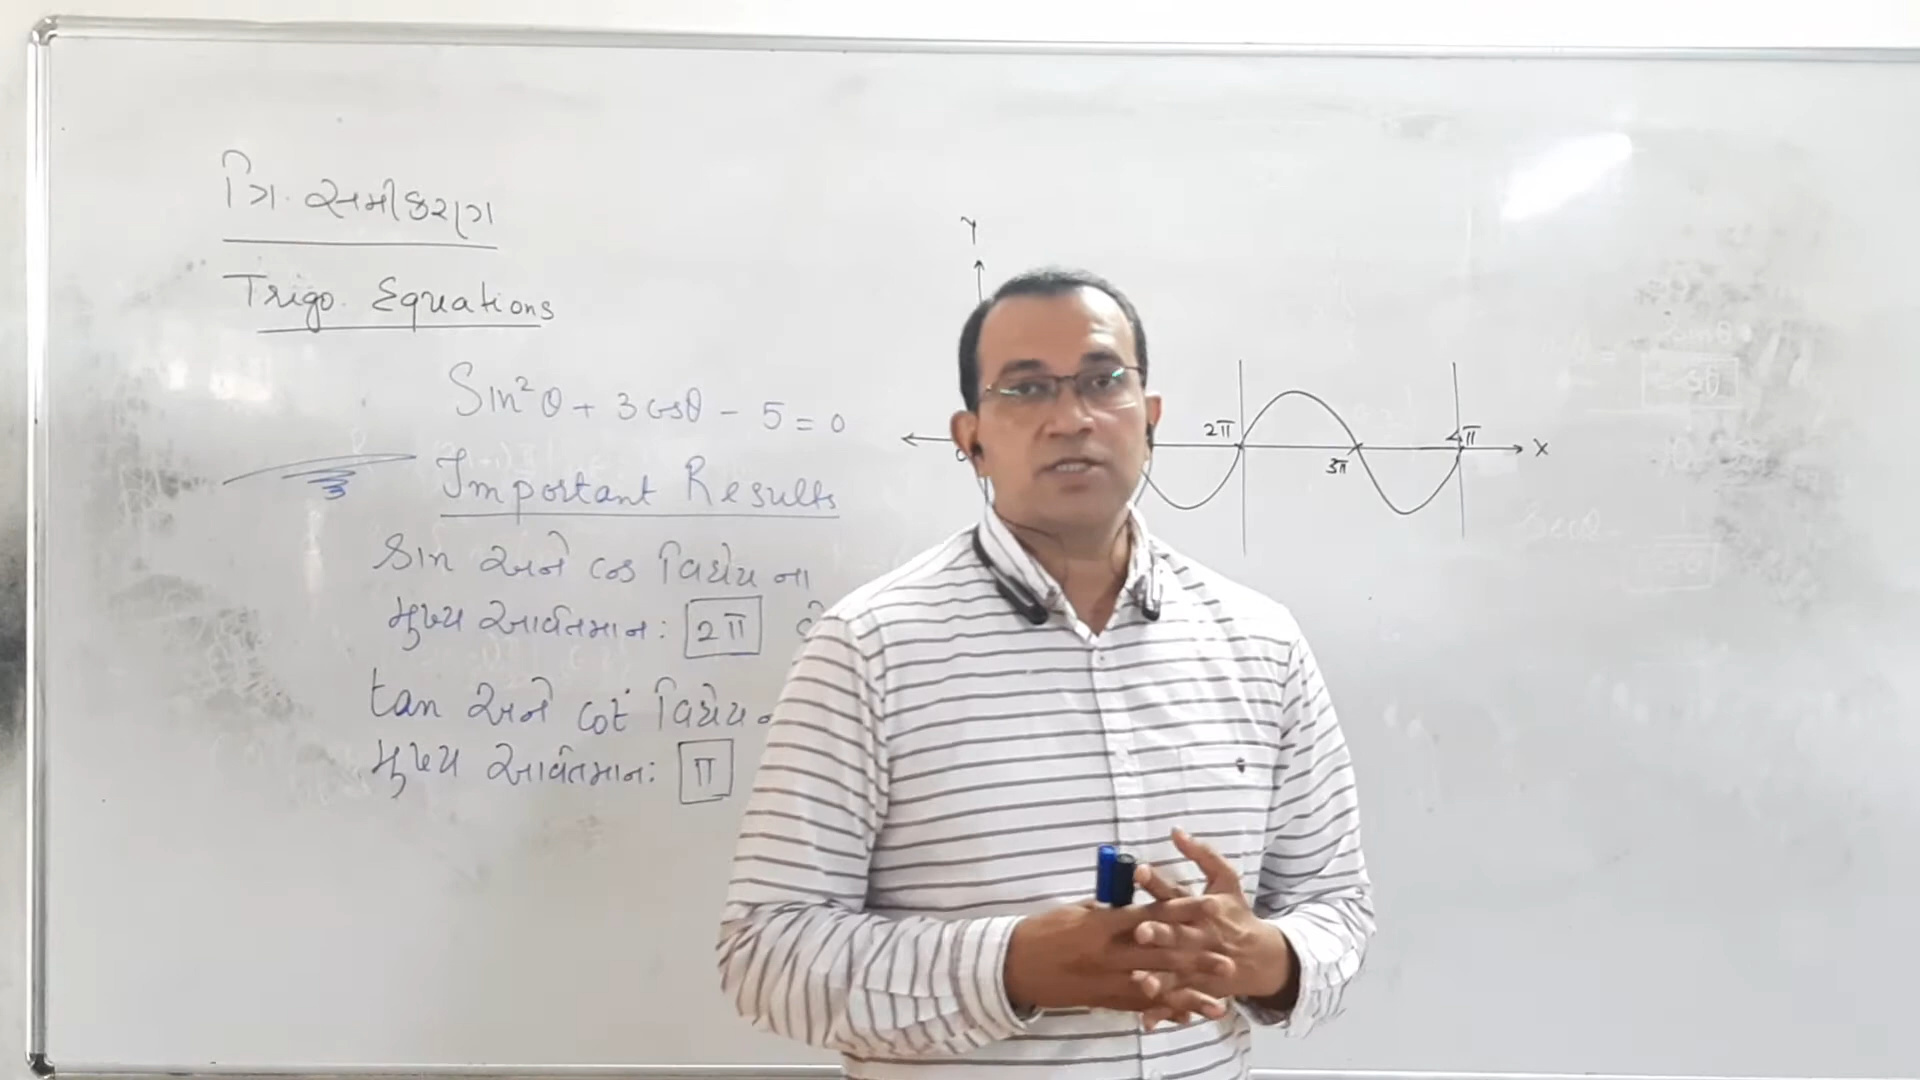 ત્રિ. સમીકરણ
Trigo. Equations
Sin²θ + 3cosθ - 5 = 0
Important Results
sin અને cos વિધેય ના
મુખ્ય આવર્તમાન: 2π
tan અને cot વિધેય
મુખ્ય આવર્તમાન: π
Y
2π
3π
4π
X